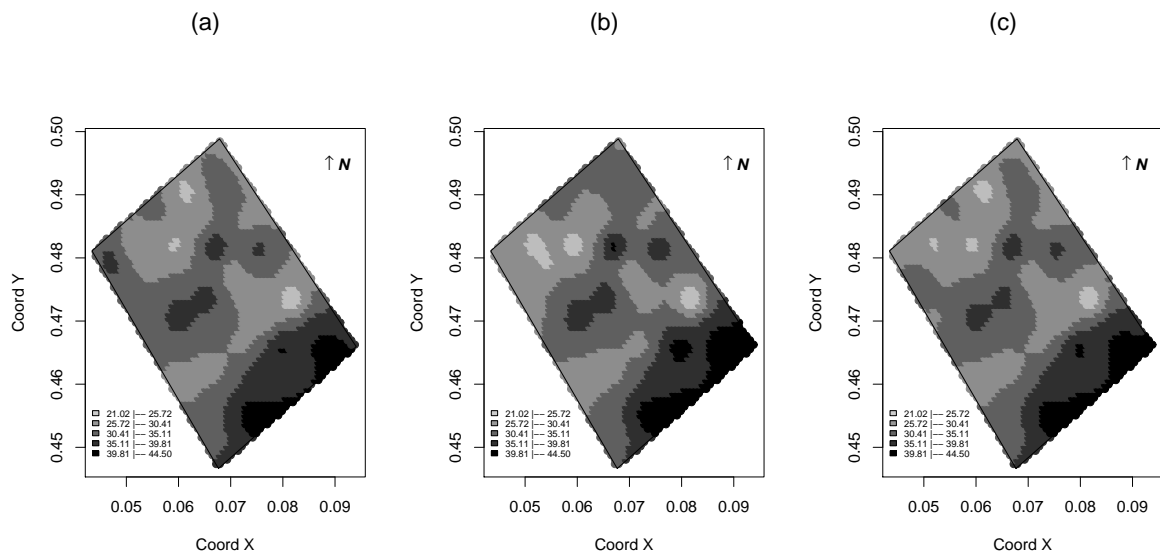 (a)
(b)
(c)
Coord Y
0.50
0.49
0.48
0.47
0.46
0.45
↑ N
21.02 |−− 25.72
25.72 |−− 30.41
30.41 |−− 35.11
35.11 |−− 39.81
39.81 |−− 44.50
0.05 0.06 0.07 0.08 0.09
Coord X
Coord Y
0.50
0.49
0.48
0.47
0.46
0.45
↑ N
21.02 |−− 25.72
25.72 |−− 30.41
30.41 |−− 35.11
35.11 |−− 39.81
39.81 |−− 44.50
0.05 0.06 0.07 0.08 0.09
Coord X
Coord Y
0.50
0.49
0.48
0.47
0.46
0.45
↑ N
21.02 |−− 25.72
25.72 |−− 30.41
30.41 |−− 35.11
35.11 |−− 39.81
39.81 |−− 44.50
0.05 0.06 0.07 0.08 0.09
Coord X